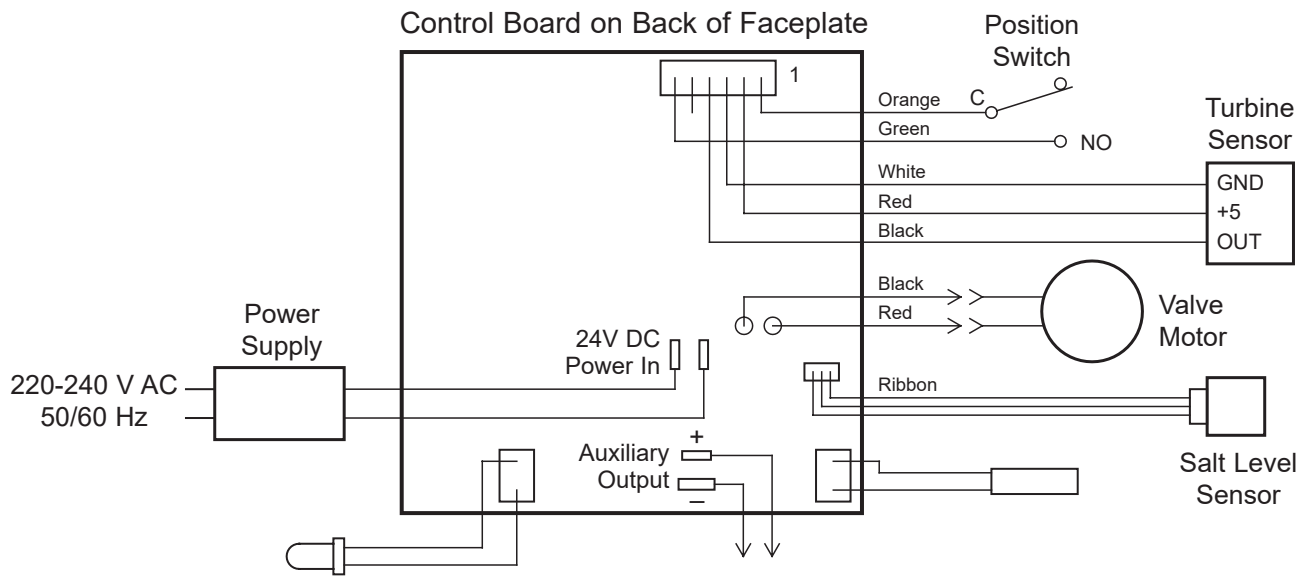 Control Board on Back of Faceplate
Position
Switch
1
Orange
C
Green
NO
Turbine
Sensor
White
GND
Red
+5
Black
OUT
Black
Red
Valve
Motor
Power
Supply
24V DC
Power In
220-240 V AC
50/60 Hz
Ribbon
Auxiliary
Output
+
–
Salt Level
Sensor